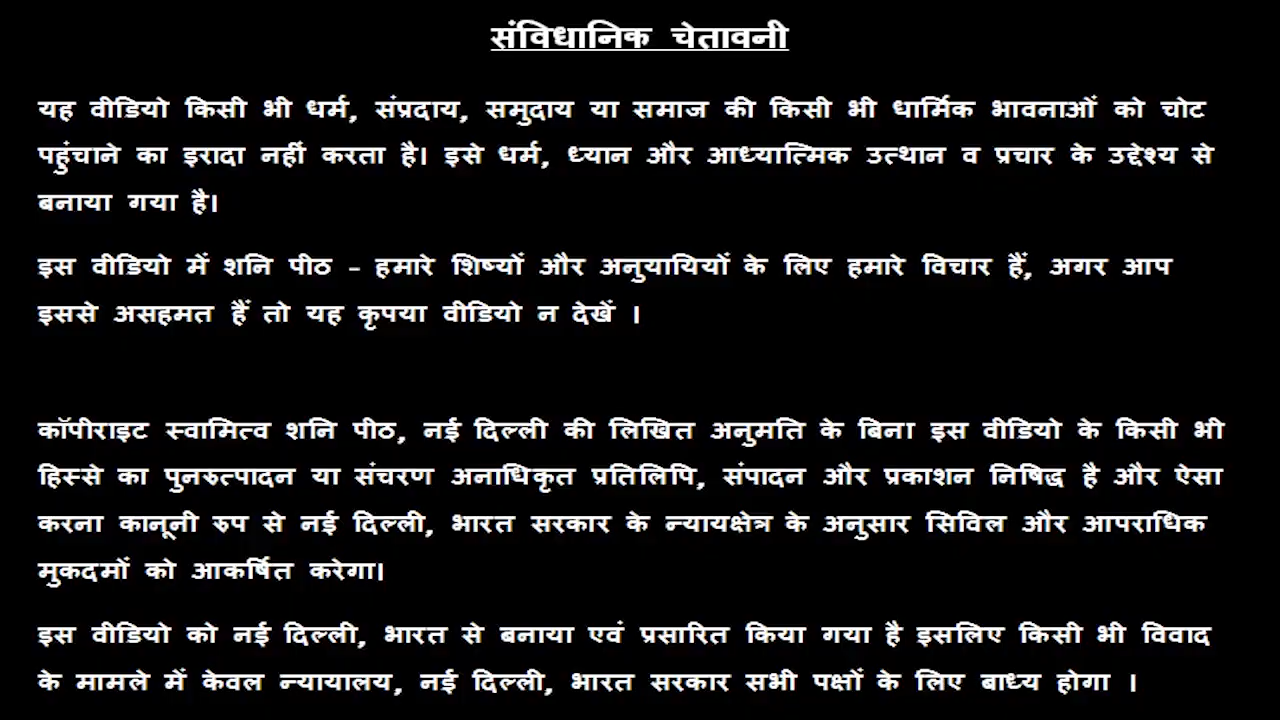 संविधानिक चेतावनी
यह वीडियो किसी भी धर्म, संप्रदाय, समुदाय या समाज की किसी भी धार्मिक भावनाओं को चोट
पहुंचाने का इरादा नहीं करता है। इसे धर्म, ध्यान और आध्यात्मिक उत्थान व प्रचार के उद्देश्य से
बनाया गया है।
इस वीडियो में शनि पीठ – हमारे शिष्यों और अनुयायियों के लिए हमारे विचार हैं, अगर आप
इससे असहमत हैं तो यह कृपया वीडियो न देखें ।
कॉपीराइट स्वामित्व शनि पीठ, नई दिल्ली की लिखित अनुमति के बिना इस वीडियो के किसी भी
हिस्से का पुनरुत्पादन या संचरण अनाधिकृत प्रतिलिपि, संपादन और प्रकाशन निषिद्ध है और ऐसा
करना कानूनी रुप से नई दिल्ली, भारत सरकार के न्यायक्षेत्र के अनुसार सिविल और आपराधिक
मुकदमों को आकर्षित करेगा।
इस वीडियो को नई दिल्ली, भारत से बनाया एवं प्रसारित किया गया है इसलिए किसी भी विवाद
के मामले में केवल न्यायालय, नई दिल्ली, भारत सरकार सभी पक्षों के लिए बाध्य होगा ।